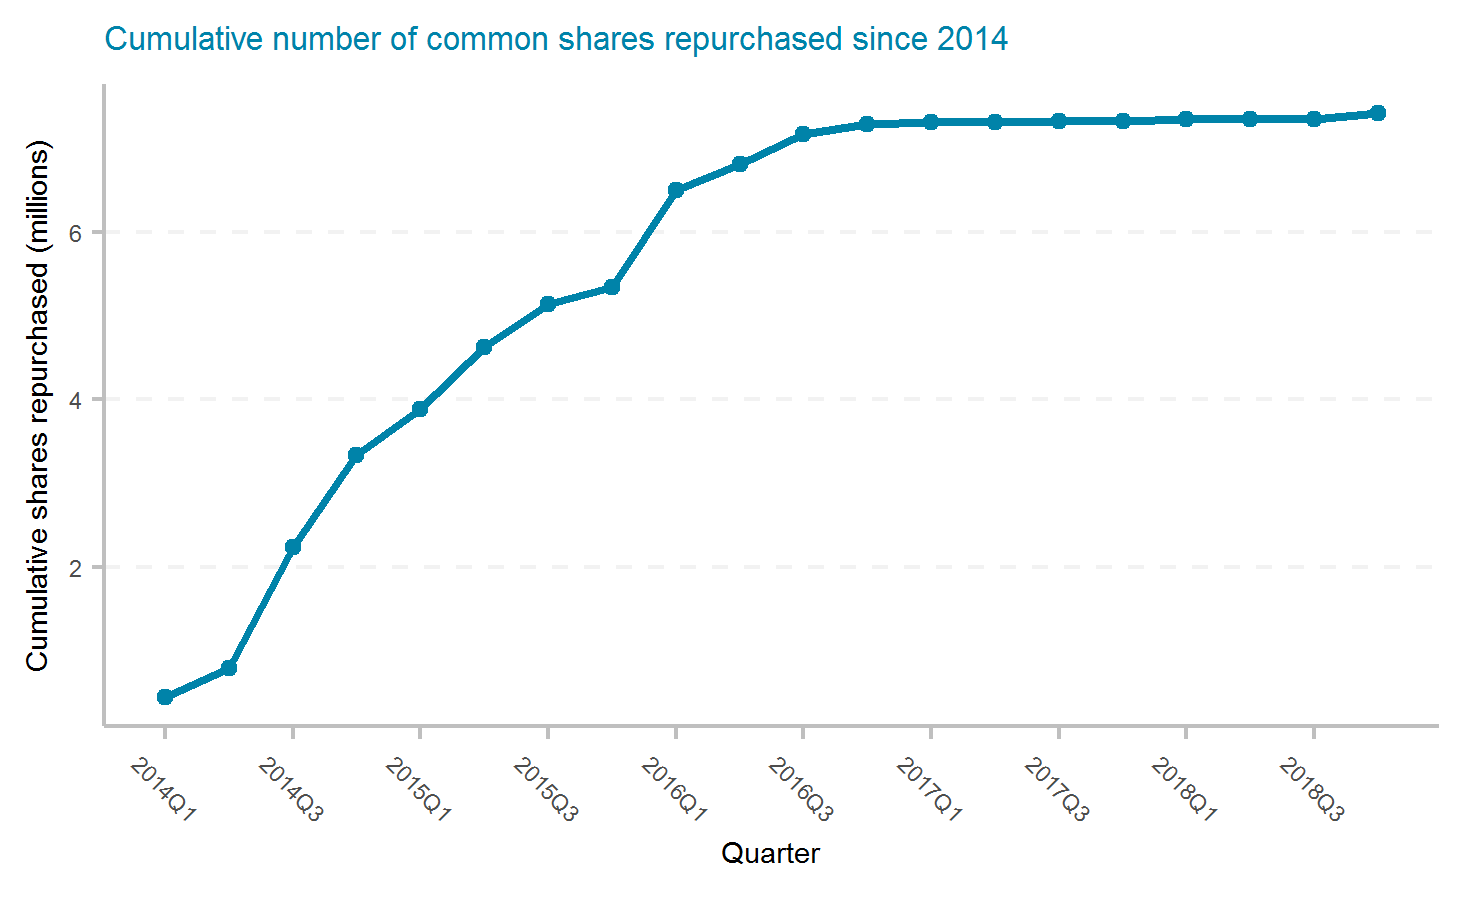 Cumulative number of common shares repurchased since 2014
Cumulative shares repurchased (millions)
6
4
2
2014Q1
2014Q3
2015Q1
2015Q3
2016Q1
2016Q3
2017Q1
2017Q3
2018Q1
2018Q3
Quarter